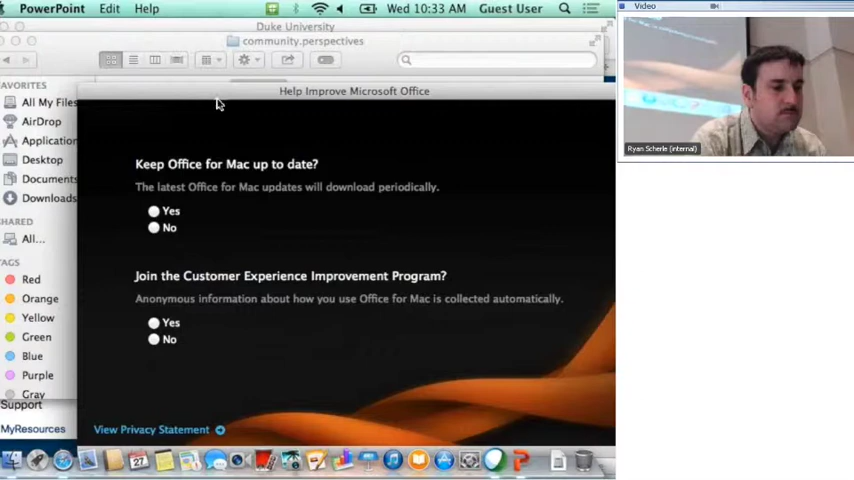 PowerPoint Edit Help Wed 10:33 AM Guest User
Video
Duke University
community.perspectives
Help Improve Microsoft Office
FAVORITES
All My Files
AirDrop
Application
Desktop
Documents
Downloads
SHARED
All...
TAGS
Red
Orange
Yellow
Green
Blue
Purple
Gray
Support
MyResources
Keep Office for Mac up to date?
The latest Office for Mac updates will download periodically.
Yes
No
Join the Customer Experience Improvement Program?
Anonymous information about how you use Office for Mac is collected automatically.
Yes
No
View Privacy Statement
27
Ryan Scherle (internal)